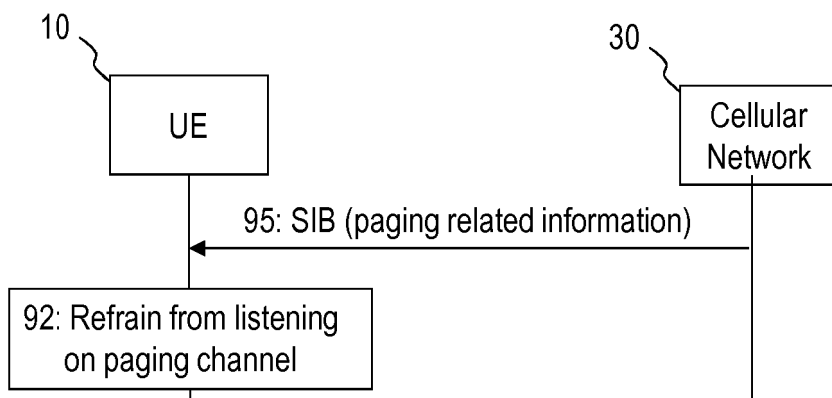 10
30
UE
Cellular
Network
95: SIB (paging related information)
92: Refrain from listening
on paging channel